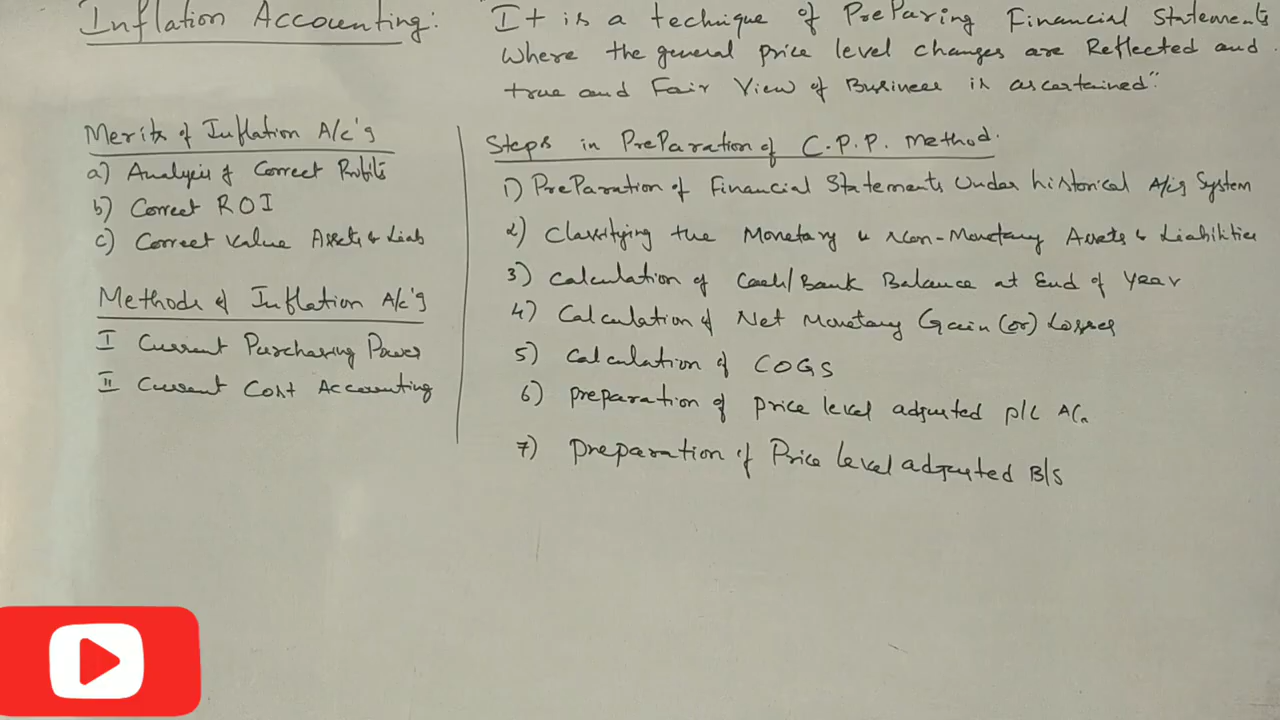 Inflation Accounting:
"It is a technique of Preparing Financial Statements
Where the general price level changes are Reflected and
true and Fair View of Business is ascertained"
Merits of Inflation A/c'g
a) Analysis of Correct Profits
b) Correct ROI
c) Correct Value Assets & Liab
Methods of Inflation A/c'g
I Current Purchasing Power
II Current Cost Accounting
Steps in Preparation of C.P.P. Method.
1) Preparation of Financial Statements Under historical A/c'g System
2) Classifying the Monetary & Non-Monetary Assets & Liabilities
3) Calculation of Cash/Bank Balance at End of Year
4) Calculation of Net Monetary Gain (or) Losses
5) Calculation of COGS
6) preparation of price level adjusted p/L A/c.
7) preparation of Price level adjusted B/S